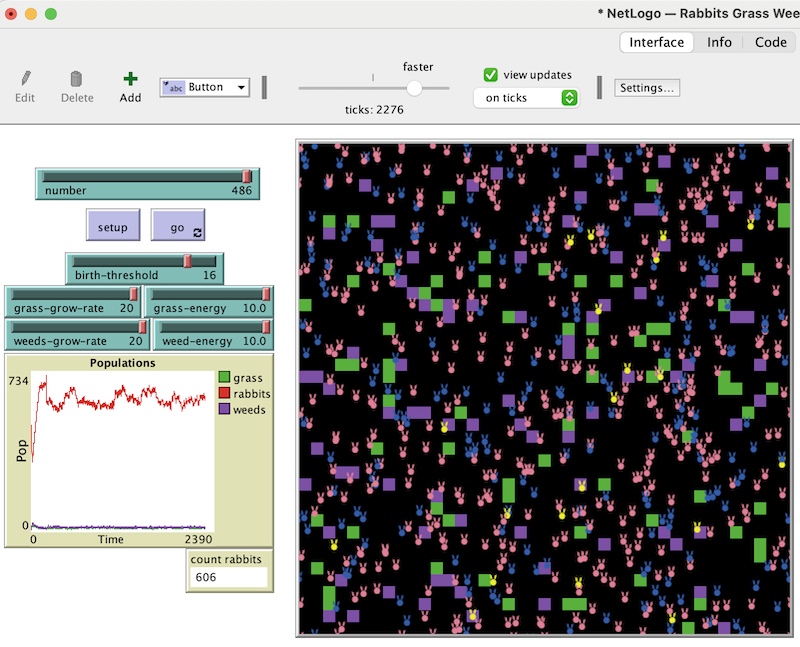 * NetLogo — Rabbits Grass Wee
Interface Info Code
Edit Delete Add abc Button faster view updates
on ticks Settings...
ticks: 2276
number 486
setup go
birth-threshold 16
grass-grow-rate 20 grass-energy 10.0
weeds-grow-rate 20 weed-energy 10.0
Populations
734
Pop
0
0 Time 2390
grass
rabbits
weeds
count rabbits
606